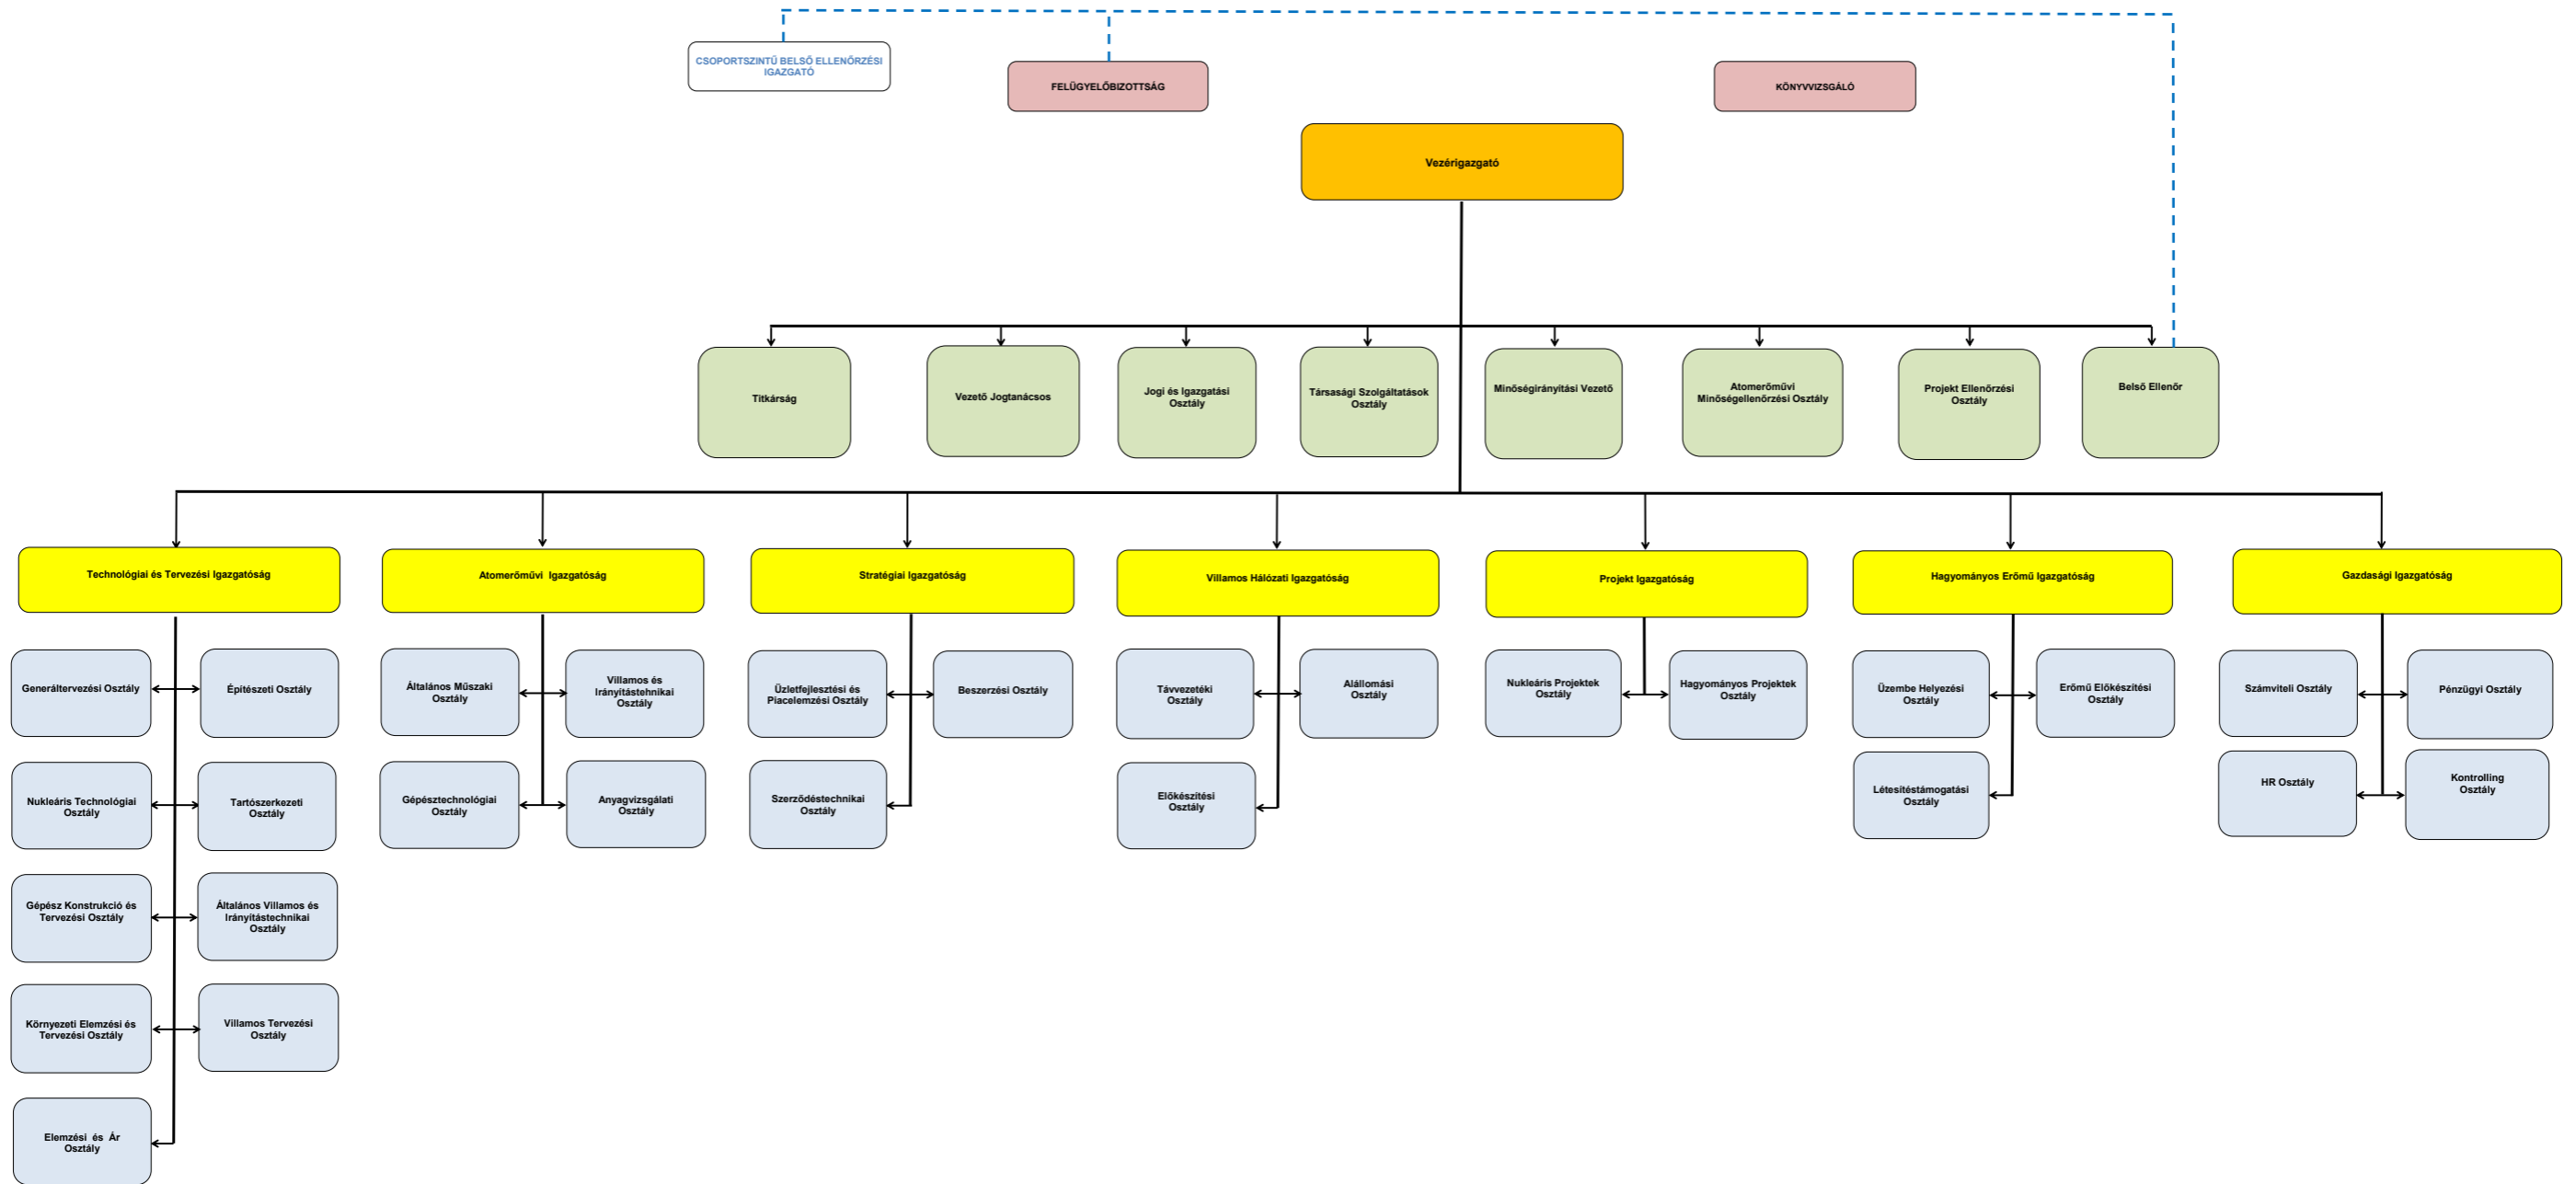 CSOPORTSZINTŰ BELSŐ ELLENŐRZÉSI
IGAZGATÓ
FELÜGYELŐBIZOTTSÁG
KÖNYVVIZSGÁLÓ
Vezérigazgató
Titkárság
Vezető Jogtanácsos
Jogi és Igazgatási
Osztály
Társasági Szolgáltatások
Osztály
Minőségirányítási Vezető
Atomerőművi
Minőségellenőrzési Osztály
Projekt Ellenőrzési
Osztály
Belső Ellenőr
Technológiai és Tervezési Igazgatóság
Atomerőművi Igazgatóság
Stratégiai Igazgatóság
Villamos Hálózati Igazgatóság
Projekt Igazgatóság
Hagyományos Erőmű Igazgatóság
Gazdasági Igazgatóság
Generáltervezési Osztály
Építészeti Osztály
Általános Műszaki
Osztály
Villamos és
Irányítástehnikai
Osztály
Üzletfejlesztési és
Piacelemzési Osztály
Beszerzési Osztály
Távvezetéki
Osztály
Alállomási
Osztály
Nukleáris Projektek
Osztály
Hagyományos Projektek
Osztály
Üzembe Helyezési
Osztály
Erőmű Előkészítési
Osztály
Számviteli Osztály
Pénzügyi Osztály
Nukleáris Technológiai
Osztály
Tartószerkezeti
Osztály
Gépésztechnológiai
Osztály
Anyagvizsgálati
Osztály
Szerződéstechnikai
Osztály
Előkészítési
Osztály
Létesítéstámogatási
Osztály
HR Osztály
Kontrolling
Osztály
Gépész Konstrukció és
Tervezési Osztály
Általános Villamos és
Irányítástechnikai
Osztály
Környezeti Elemzési és
Tervezési Osztály
Villamos Tervezési
Osztály
Elemzési és Ár
Osztály